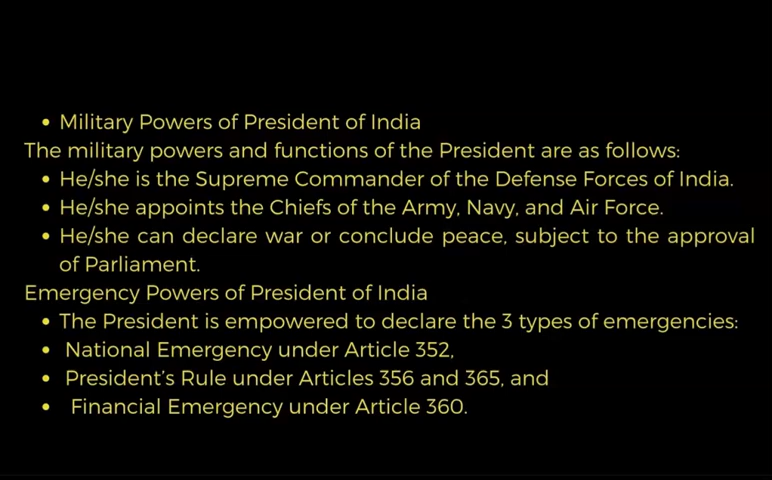 • Military Powers of President of India
The military powers and functions of the President are as follows:
• He/she is the Supreme Commander of the Defense Forces of India.
• He/she appoints the Chiefs of the Army, Navy, and Air Force.
• He/she can declare war or conclude peace, subject to the approval
of Parliament.
Emergency Powers of President of India
• The President is empowered to declare the 3 types of emergencies:
• National Emergency under Article 352,
• President’s Rule under Articles 356 and 365, and
• Financial Emergency under Article 360.